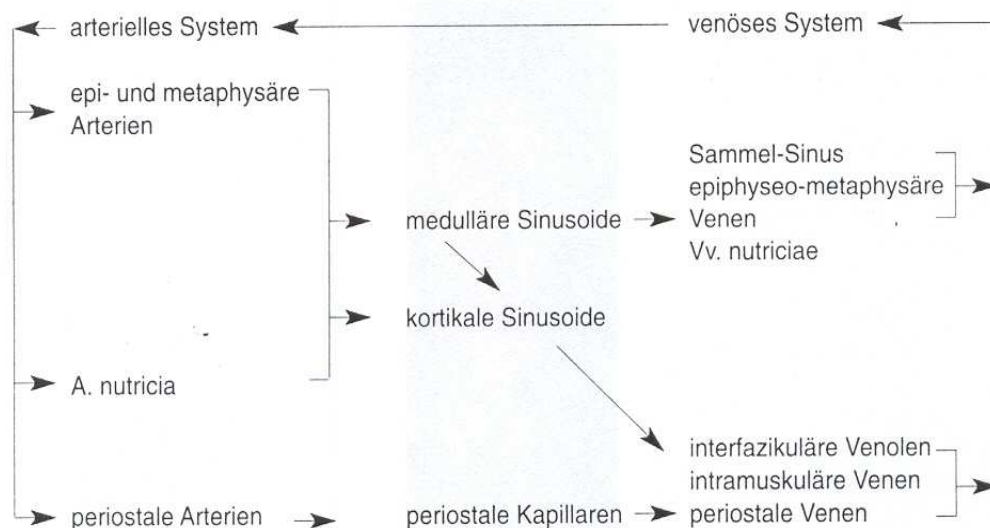 arterielles System
venöses System
epi- und metaphysäre
Arterien
Sammel-Sinus
epiphyseo-metaphysäre
medulläre Sinusoide
Venen
Vv. nutriciae
kortikale Sinusoide
A. nutricia
interfazikuläre Venolen
intramuskuläre Venen
periostale Arterien
periostale Kapillaren
periostale Venen